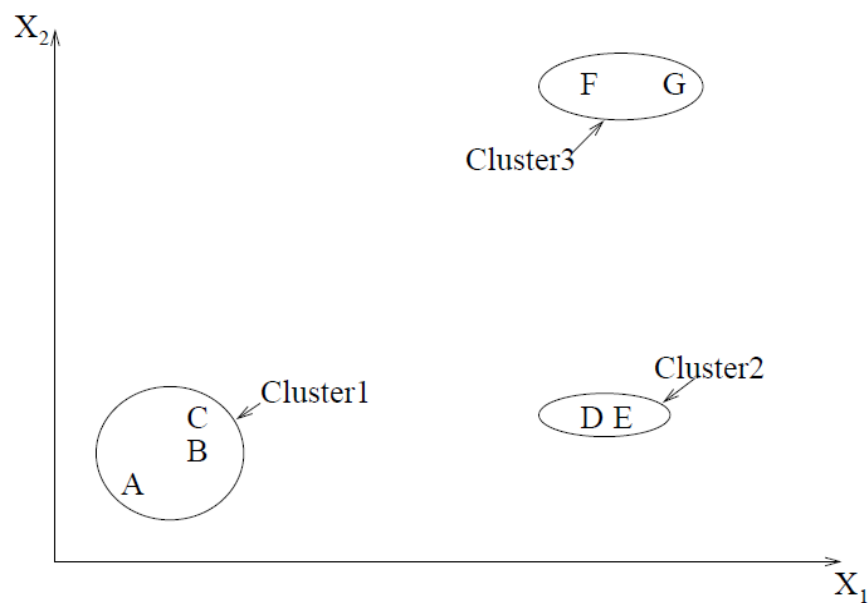 X2
F G
Cluster3
Cluster2
Cluster1
C
D E
B
A
X1